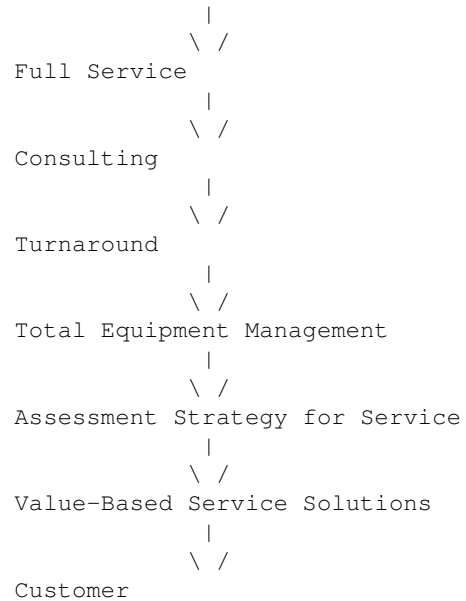 |
\ /
Full Service
|
\ /
Consulting
|
\ /
Turnaround
|
\ /
Total Equipment Management
|
\ /
Assessment Strategy for Service
|
\ /
Value-Based Service Solutions
|
\ /
Customer